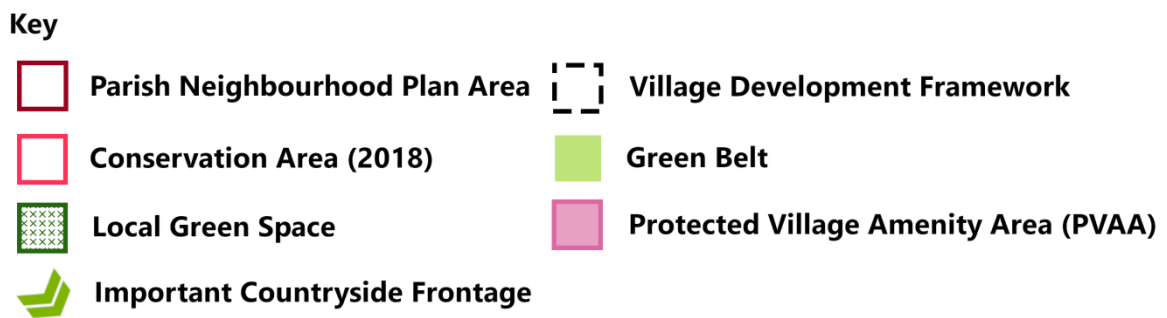 Key
Parish Neighbourhood Plan Area
Village Development Framework
Conservation Area (2018)
Green Belt
Local Green Space
Protected Village Amenity Area (PVAA)
Important Countryside Frontage